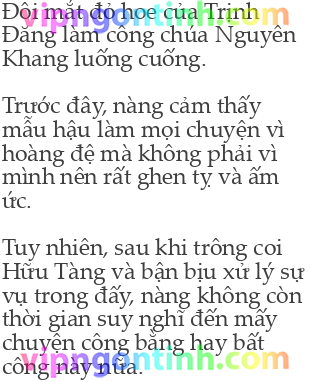 Đôi mắt đỏ hoe của Trịnh
Đăng làm công chúa Nguyên
Khang luống cuống.
Trước đây, nàng cảm thấy
mẫu hậu làm mọi chuyện vì
hoàng đệ mà không phải vì
mình nên rất ghen tỵ và ấm
ức.
Tuy nhiên, sau khi trông coi
Hữu Tàng và bận bịu xử lý sự
vụ trong đấy, nàng không còn
thời gian suy nghĩ đến mấy
chuyện công bằng hay bất
công này nữa.
vipngontinh.com
vipngontinh.com